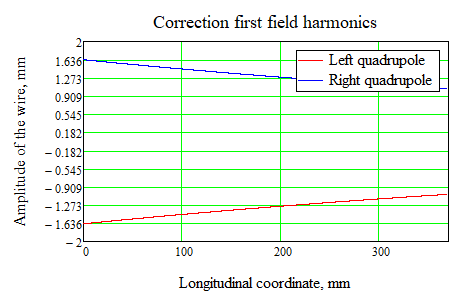 Correction first field harmonics
Amplitude of the wire, mm
2
1.636
1.273
0.909
0.545
0.182
− 0.182
− 0.545
− 0.909
− 1.273
− 1.636
− 2
Left quadrupole
Right quadrupole
0 100 200 300
Longitudinal coordinate, mm